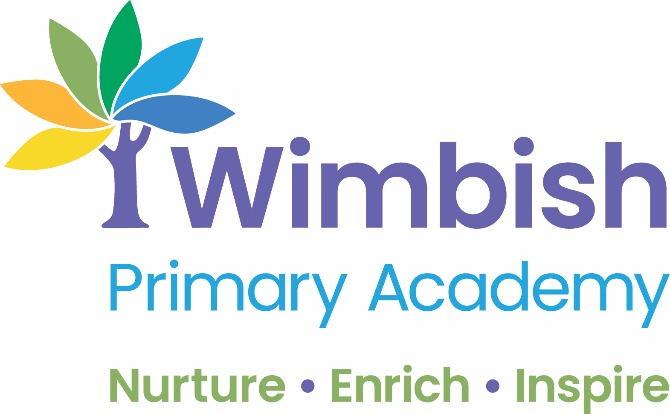 Wimbish
Primary Academy
Nurture • Enrich • Inspire